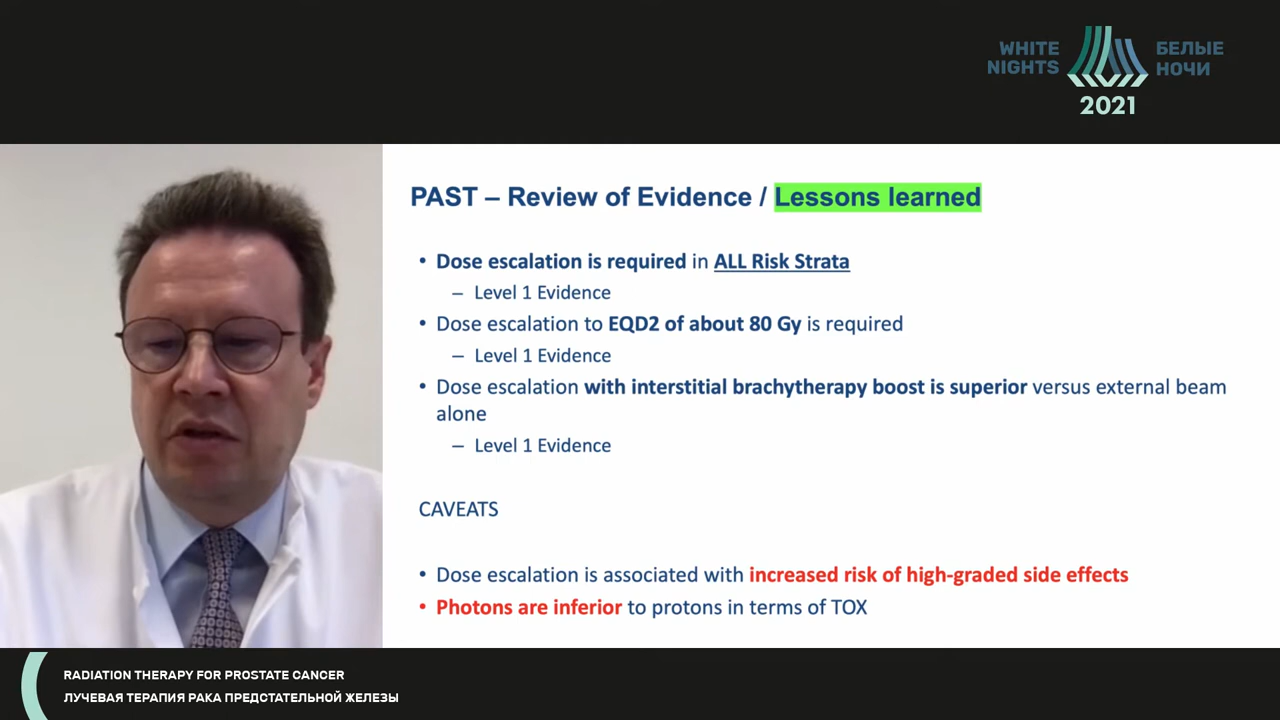 WHITE NIGHTS
БЕЛЫЕ НОЧИ
2021
PAST – Review of Evidence / Lessons learned
• Dose escalation is required in ALL Risk Strata
– Level 1 Evidence
• Dose escalation to EQD2 of about 80 Gy is required
– Level 1 Evidence
• Dose escalation with interstitial brachytherapy boost is superior versus external beam
alone
– Level 1 Evidence
CAVEATS
• Dose escalation is associated with increased risk of high-graded side effects
• Photons are inferior to protons in terms of TOX
RADIATION THERAPY FOR PROSTATE CANCER
ЛУЧЕВАЯ ТЕРАПИЯ РАКА ПРЕДСТАТЕЛЬНОЙ ЖЕЛЕЗЫ